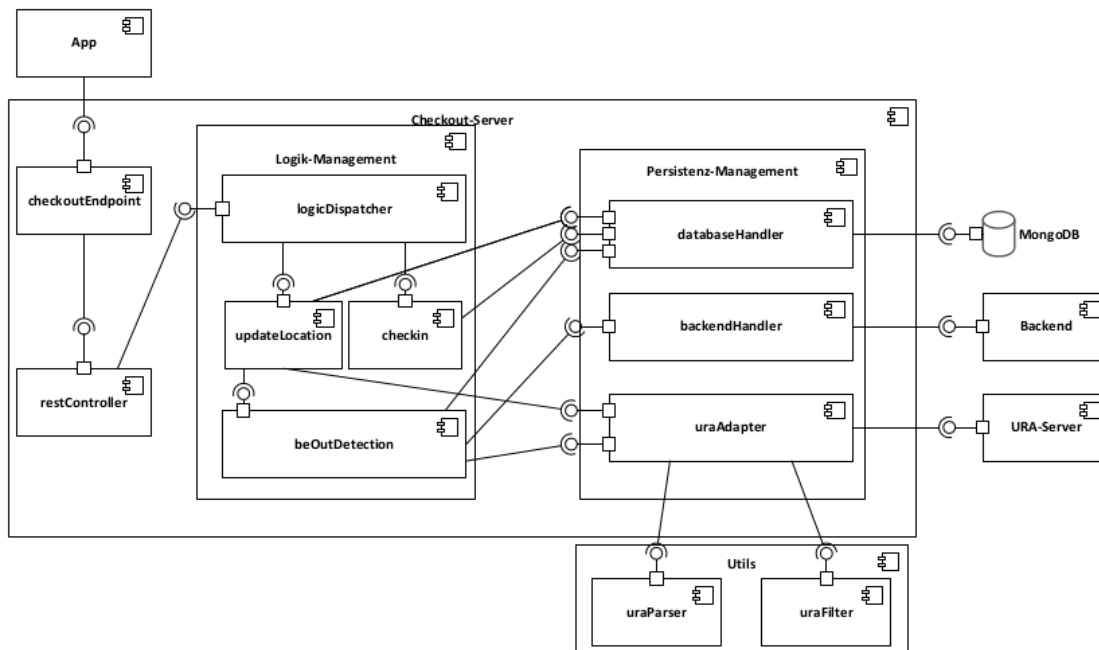 App
Checkout-Server
Logik-Management
Persistenz-Management
checkoutEndpoint
logicDispatcher
databaseHandler
MongoDB
updateLocation
checkin
backendHandler
Backend
restController
beOutDetection
uraAdapter
URA-Server
Utils
uraParser
uraFilter